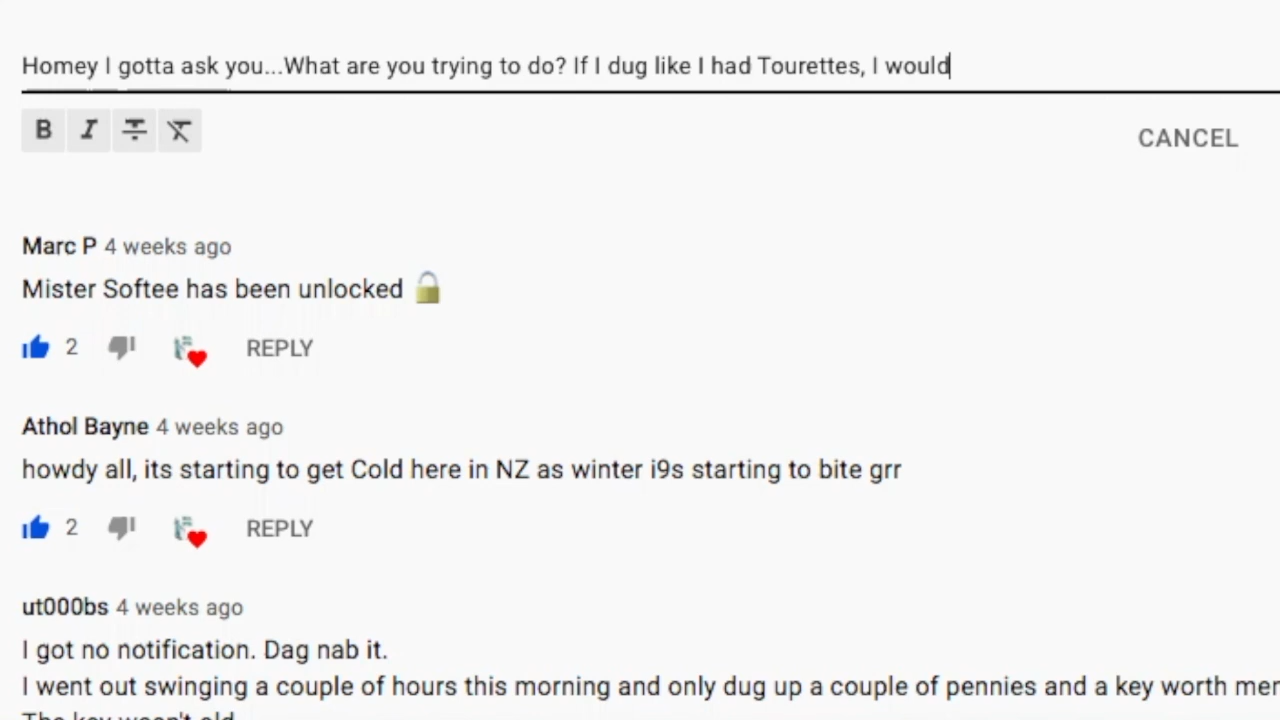 Homey I gotta ask you...What are you trying to do? If I dug like I had Tourettes, I would
B I
CANCEL
Marc P 4 weeks ago
Mister Softee has been unlocked
2 REPLY
Athol Bayne 4 weeks ago
howdy all, its starting to get Cold here in NZ as winter i9s starting to bite grr
2 REPLY
ut000bs 4 weeks ago
I got no notification. Dag nab it.
I went out swinging a couple of hours this morning and only dug up a couple of pennies and a key worth
The key wasn't old